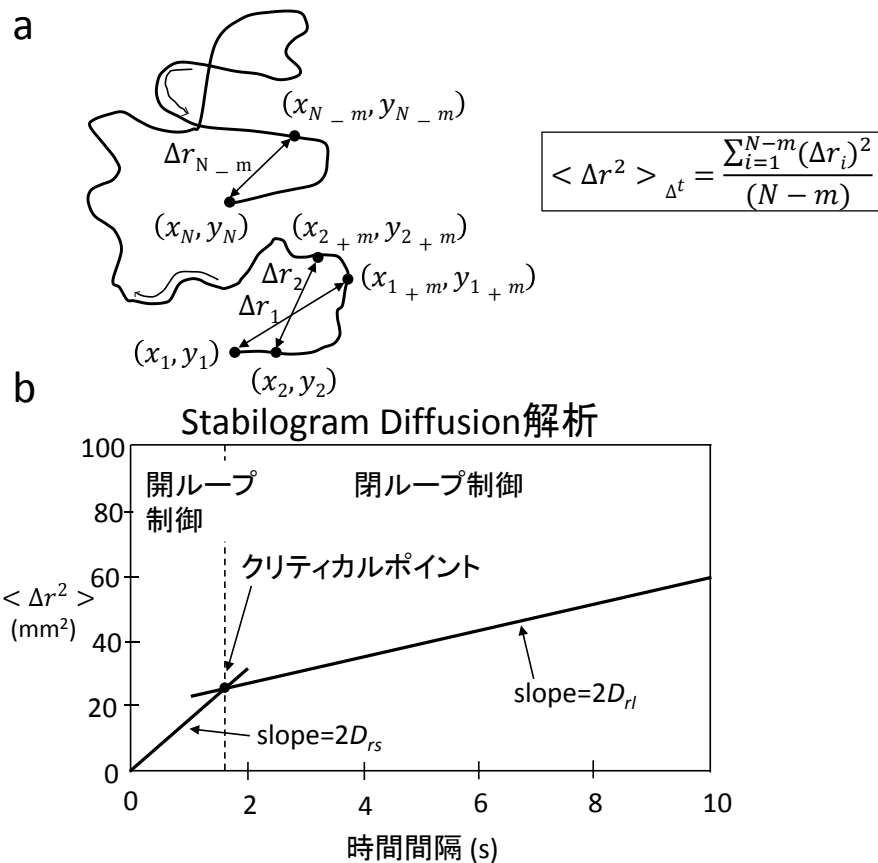 a
(x_{N − m}, y_{N − m})
Δr_{N − m}
(x_N, y_N)
(x_{2 + m}, y_{2 + m})
Δr_2
(x_{1 + m}, y_{1 + m})
Δr_1
(x_1, y_1)
(x_2, y_2)
< Δr² >_{Δt} = \frac{∑_{i=1}^{N−m}(Δr_i)²}{(N − m)}
b
Stabilogram Diffusion解析
100
80
60
40
20
0
< Δr² >
(mm²)
開ループ
制御
閉ループ制御
クリティカルポイント
slope=2D_{rs}
slope=2D_{rl}
0 2 4 6 8 10
時間間隔 (s)